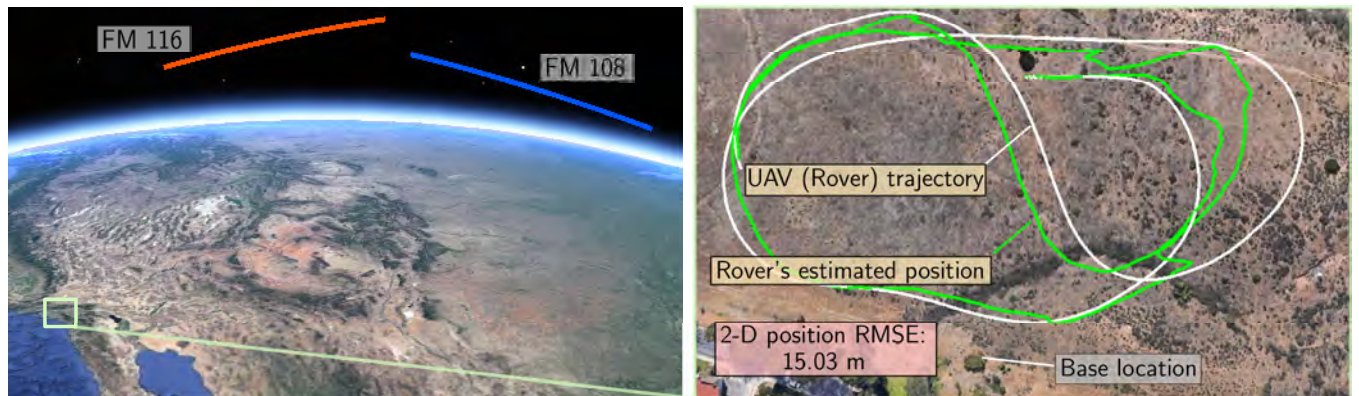 FM 116
FM 108
UAV (Rover) trajectory
Rover's estimated position
2-D position RMSE:
15.03 m
Base location